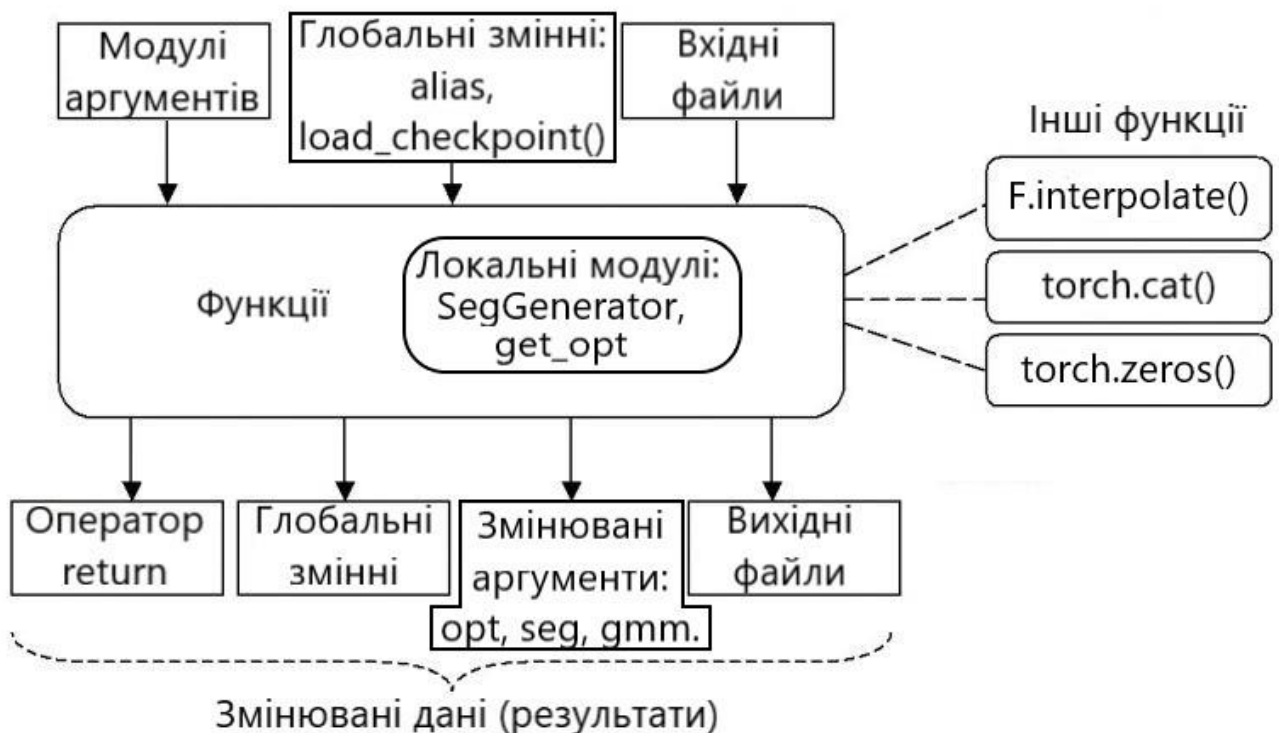 Модулі
аргументів
Глобальні змінні:
alias,
load_checkpoint()
Вхідні
файли
Інші функції
F.interpolate()
torch.cat()
torch.zeros()
Функції
Локальні модулі:
SegGenerator,
get_opt
Оператор
return
Глобальні
змінні
Змінювані
аргументи:
opt, seg, gmm.
Вихідні
файли
Змінювані дані (результати)